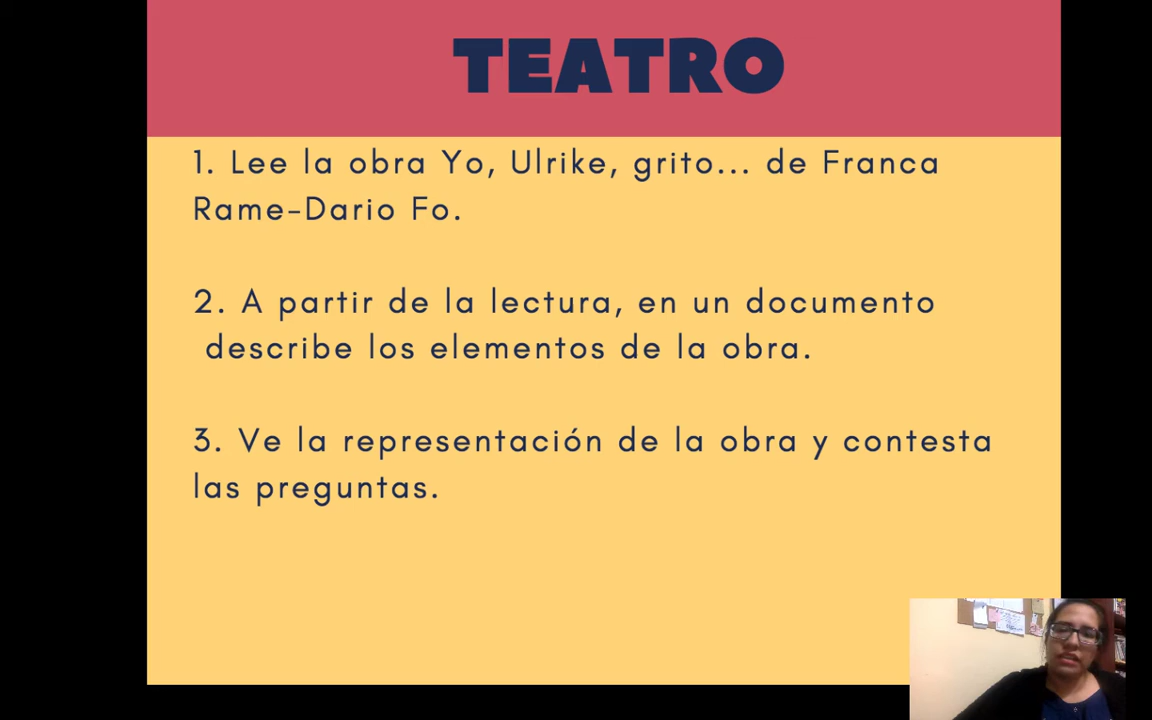 TEATRO
1. Lee la obra Yo, Ulrike, grito... de Franca
Rame-Dario Fo.
2. A partir de la lectura, en un documento
describe los elementos de la obra.
3. Ve la representación de la obra y contesta
las preguntas.